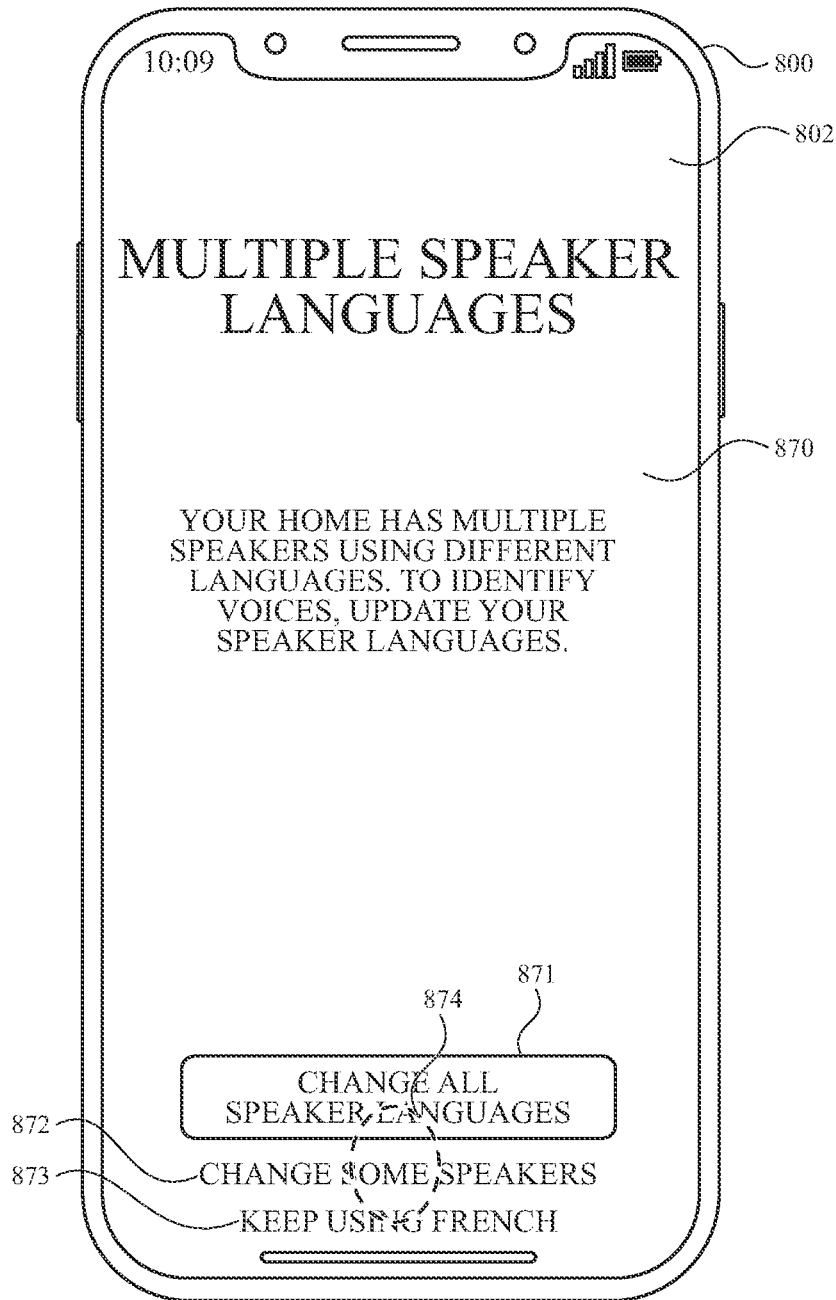 10:09
800
802
MULTIPLE SPEAKER
LANGUAGES
870
YOUR HOME HAS MULTIPLE
SPEAKERS USING DIFFERENT
LANGUAGES. TO IDENTIFY
VOICES, UPDATE YOUR
SPEAKER LANGUAGES.
871
874
CHANGE ALL
SPEAKER LANGUAGES
872
CHANGE SOME SPEAKERS
873
KEEP USING FRENCH